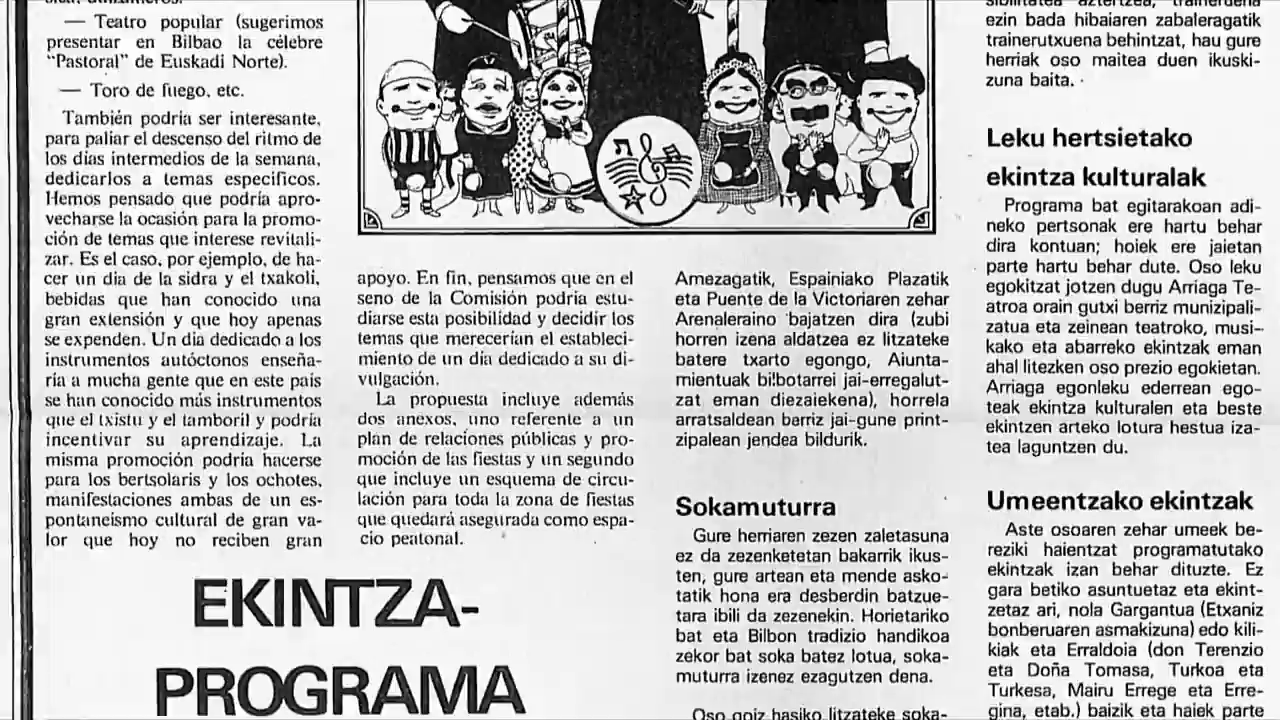 — Teatro popular (sugerimos
presentar en Bilbao la célebre
“Pastoral” de Euskadi Norte).
— Toro de fuego, etc.
También podría ser interesante,
para paliar el descenso del ritmo de
los días intermedios de la semana,
dedicarlos a temas específicos.
Hemos pensado que podría apro-
vecharse la ocasión para la promo-
ción de temas que interese revitali-
zar. Es el caso, por ejemplo, de ha-
cer un día de la sidra y el txakoli,
bebidas que han conocido una
gran extensión y que hoy apenas
se expenden. Un día dedicado a los
instrumentos autóctonos enseña-
ría a mucha gente que en este país
se han conocido más instrumentos
que el txistu y el tamboril y podría
incentivar su aprendizaje. La
misma promoción podría hacerse
para los bertsolaris y los ochotes,
manifestaciones ambas de un es-
pontaneísmo cultural de gran va-
lor que hoy no reciben gran
apoyo. En fin, pensamos que en el
seno de la Comisión podría estu-
diarse esta posibilidad y decidir los
temas que merecerían el estableci-
miento de un día dedicado a su di-
vulgación.
La propuesta incluye además
dos anexos, uno referente a un
plan de relaciones públicas y pro-
moción de las fiestas y un segundo
que incluye un esquema de circu-
lación para toda la zona de fiestas
que quedará asegurada como espa-
cio peatonal.
EKINTZA-
PROGRAMA
Amezagatik, Espainiako Plazatik
eta Puente de la Victoriaren zehar
Arenaleraino bajatzen dira (zubi
horren izena aldatzea ez litzateke
batere txarto egongo, Aiunta-
mientuak bilbotarrei jai-erregalut-
zat eman diezaiekena), horrela
arratsaldean berriz jai-gune print-
zipalean jendea bildurik.
Sokamuturra
Gure herriaren zezen zaletasuna
ez da zezenketetan bakarrik ikus-
ten, gure artean eta mende asko-
tatik hona era desberdin batzue-
tara ibili da zezenekin. Horietariko
bat eta Bilbon tradizio handikoa
zekor bat soka batez lotua, soka-
muturra izenez ezagutzen dena.
Oso goiz hasiko litzateke soka-
ezin bada hibaiaren zabaleragatik
trainerutxuena behintzat, hau gure
herriak oso maitea duen ikuski-
zuna baita.
Leku hertsietako
ekintza kulturalak
Programa bat egitarakoan adi-
neko pertsonak ere hartu behar
dira kontuan; hoiek ere jaietan
parte hartu behar dute. Oso leku
egokitzat jotzen dugu Arriaga Te-
atroa orain gutxi berriz munizipali-
zatua eta zeinean teatroko, musi-
kako eta abarreko ekintzak eman
ahal litezken oso prezio egokietan.
Arriaga egonleku ederrean ego-
teak ekintza kulturalen eta beste
ekintzen arteko lotura hestua iza-
tea laguntzen du.
Umeentzako ekintzak
Aste osoaren zehar umeek be-
reziki haientzat programatutako
ekintzak izan behar dituzte. Ez
gara betiko asuntuetaz eta ekint-
zetaz ari, nola Gargantua (Etxaniz
bonberuaren asmakizuna) edo kili-
kiak eta Erraldoia (don Terenzio
eta Doña Tomasa, Turkoa eta
Turkesa, Mairu Errege eta Erre-
gina, etab.) baizik eta haiek parte